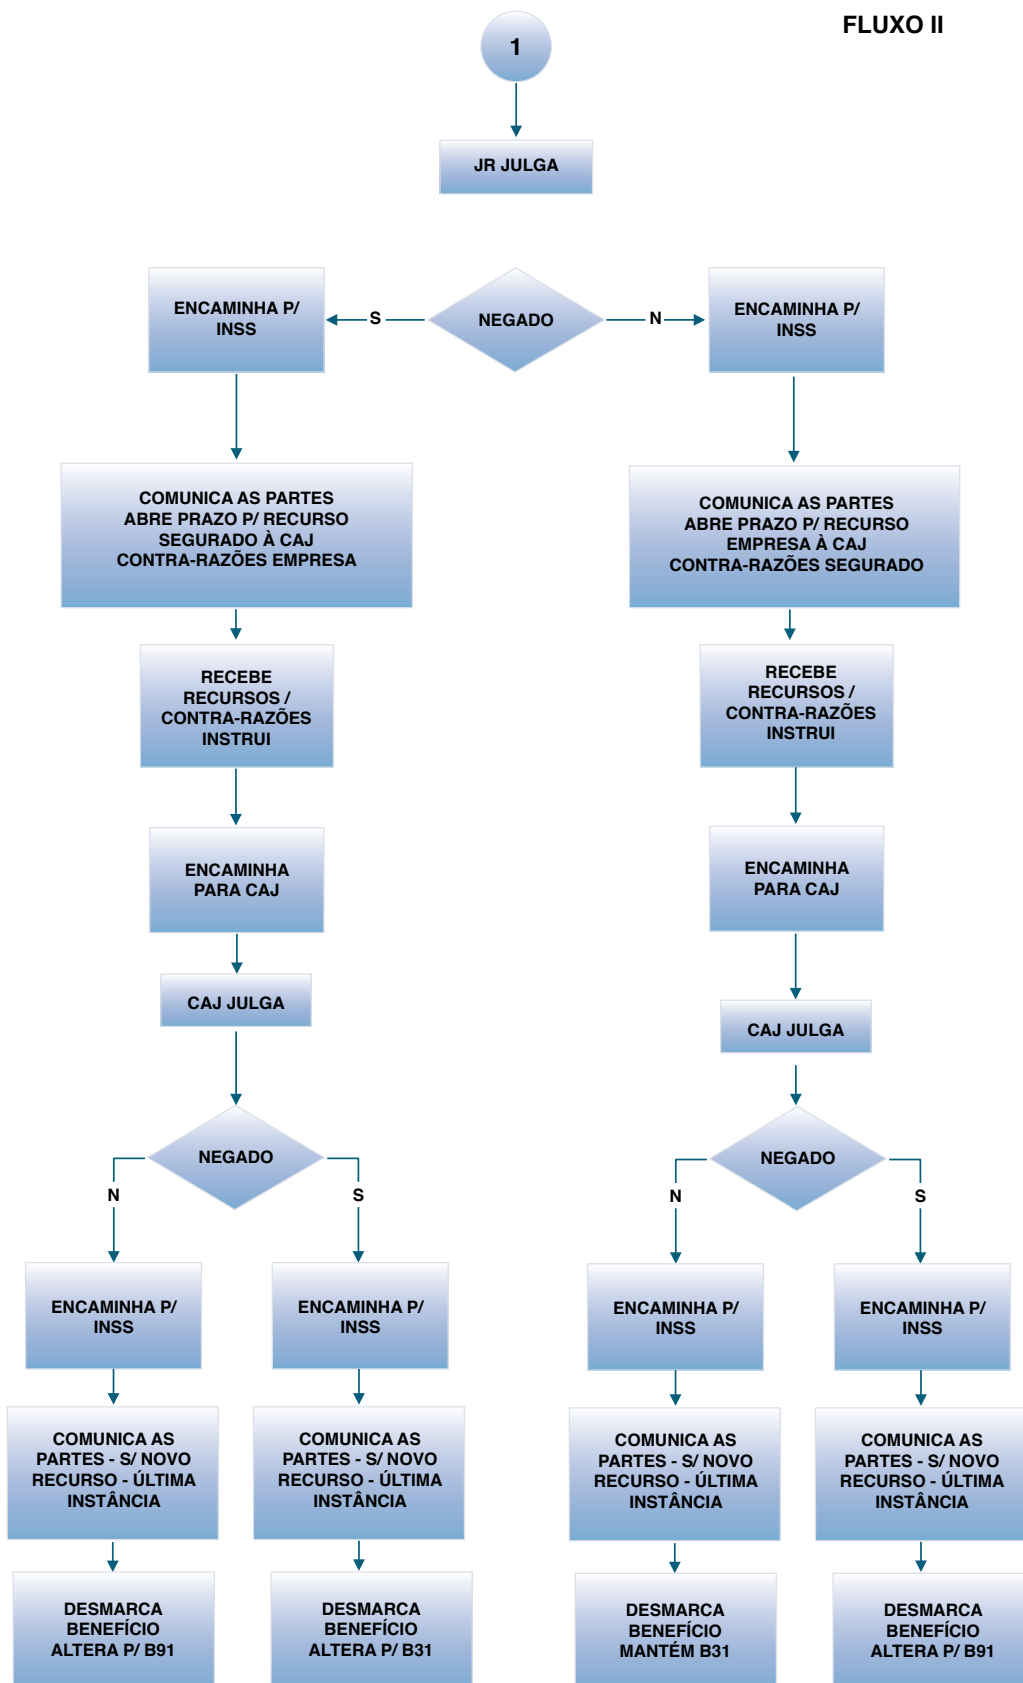 FLUXO II
1
JR JULGA
ENCAMINHA P/
INSS
S
NEGADO
N
ENCAMINHA P/
INSS
COMUNICA AS PARTES
ABRE PRAZO P/ RECURSO
SEGURADO À CAJ
CONTRA-RAZÕES EMPRESA
COMUNICA AS PARTES
ABRE PRAZO P/ RECURSO
EMPRESA À CAJ
CONTRA-RAZÕES SEGURADO
RECEBE
RECURSOS /
CONTRA-RAZÕES
INSTRUI
RECEBE
RECURSOS /
CONTRA-RAZÕES
INSTRUI
ENCAMINHA
PARA CAJ
ENCAMINHA
PARA CAJ
CAJ JULGA
CAJ JULGA
NEGADO
N
S
NEGADO
N
S
ENCAMINHA P/
INSS
ENCAMINHA P/
INSS
ENCAMINHA P/
INSS
ENCAMINHA P/
INSS
COMUNICA AS
PARTES - S/ NOVO
RECURSO - ÚLTIMA
INSTÂNCIA
COMUNICA AS
PARTES - S/ NOVO
RECURSO - ÚLTIMA
INSTÂNCIA
COMUNICA AS
PARTES - S/ NOVO
RECURSO - ÚLTIMA
INSTÂNCIA
COMUNICA AS
PARTES - S/ NOVO
RECURSO - ÚLTIMA
INSTÂNCIA
DESMARCA
BENEFÍCIO
ALTERA P/ B91
DESMARCA
BENEFÍCIO
ALTERA P/ B31
DESMARCA
BENEFÍCIO
MANTÉM B31
DESMARCA
BENEFÍCIO
ALTERA P/ B91